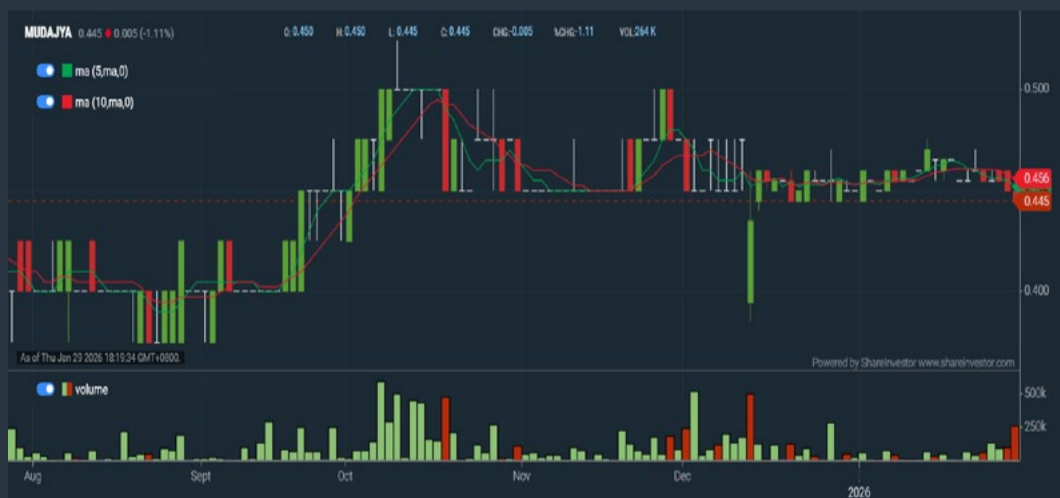 MUDAJYA 0.445 0.005 (-1.11%) O: 0.450 H: 0.450 L: 0.445 C: 0.445 CHG:-0.005 %CHG:-1.11 VOL:264 K
ma (5,ma,0)
ma (10,ma,0)
0.500
0.456
0.445
0.400
As of Thu Jan 29 2026 18:19:34 GMT+0800.
Powered by ShareInvestor www.shareinvestor.com
volume
500k
250k
Aug Sept Oct Nov Dec 2026